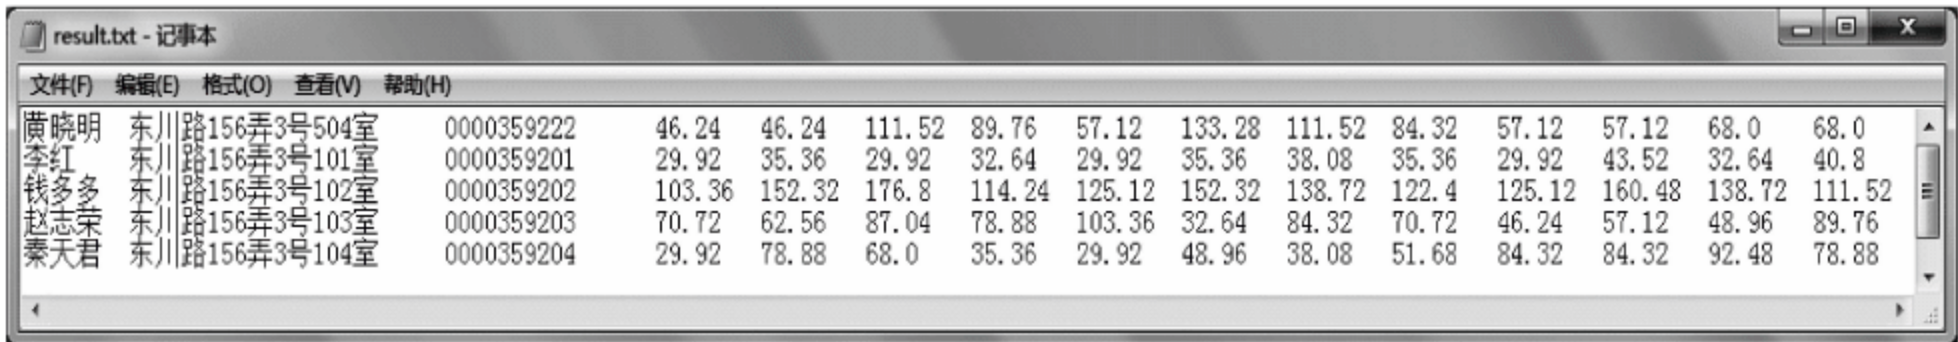 result.txt - 记事本
文件(F) 编辑(E) 格式(O) 查看(V) 帮助(H)
黄晓明 东川路156弄3号504室 0000359222 46.24 46.24 111.52 89.76 57.12 133.28 111.52 84.32 57.12 57.12 68.0 68.0
李红 东川路156弄3号101室 0000359201 29.92 35.36 29.92 32.64 29.92 35.36 38.08 35.36 29.92 43.52 32.64 40.8
钱多多 东川路156弄3号102室 0000359202 103.36 152.32 176.8 114.24 125.12 152.32 138.72 122.4 125.12 160.48 138.72 111.52
赵志荣 东川路156弄3号103室 0000359203 70.72 62.56 87.04 78.88 103.36 32.64 84.32 70.72 46.24 57.12 48.96 89.76
秦天君 东川路156弄3号104室 0000359204 29.92 78.88 68.0 35.36 29.92 48.96 38.08 51.68 84.32 84.32 92.48 78.88